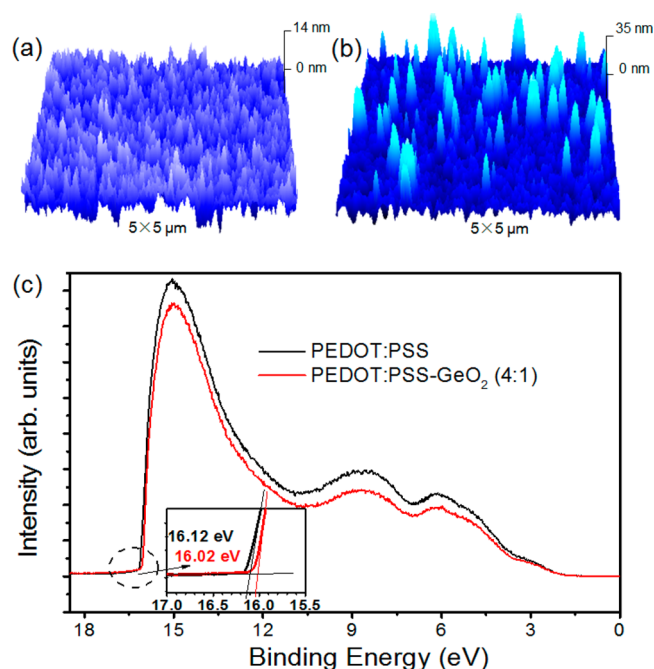 (a)
14 nm
0 nm
5×5 µm
(b)
35 nm
0 nm
5×5 µm
(c)
PEDOT:PSS
PEDOT:PSS-GeO₂ (4:1)
Intensity (arb. units)
16.12 eV
16.02 eV
17.0 16.5 16.0 15.5
18 15 12 9 6 3 0
Binding Energy (eV)